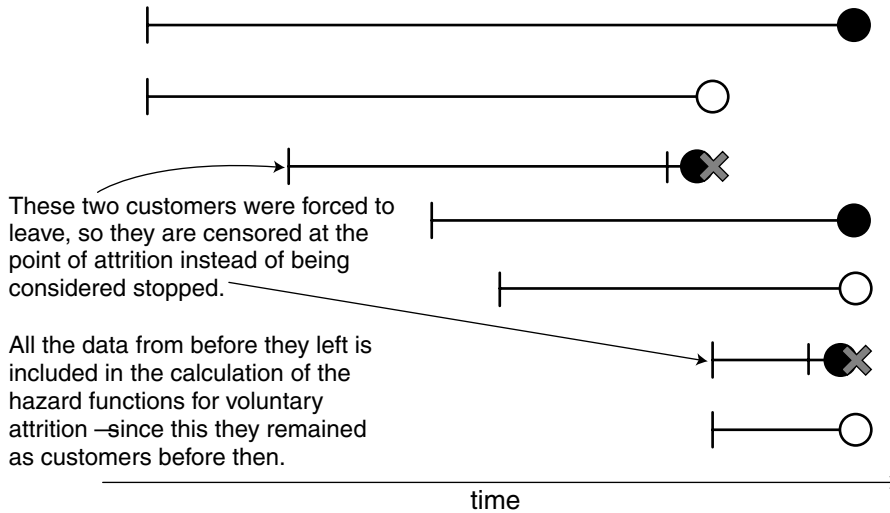 These two customers were forced to
leave, so they are censored at the
point of attrition instead of being
considered stopped.
All the data from before they left is
included in the calculation of the
hazard functions for voluntary
attrition —since this they remained
as customers before then.
time